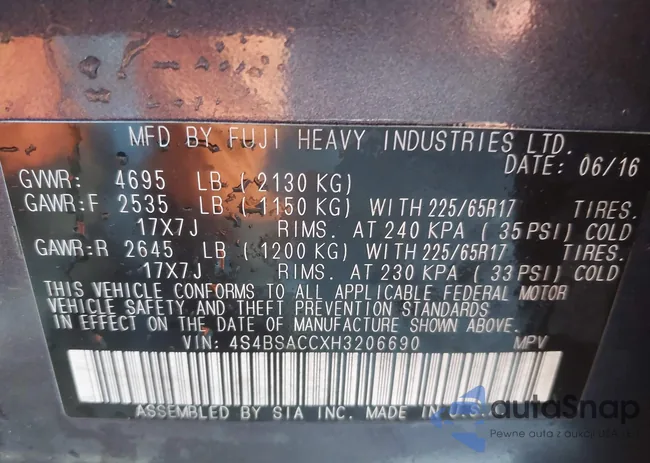 MFD BY FUJI HEAVY INDUSTRIES LTD.
DATE: 06/16
GVWR: 4695 LB ( 2130 KG)
GAWR:F 2535 LB ( 1150 KG) WITH 225/65R17 TIRES.
17X7J RIMS. AT 240 KPA ( 35 PSI) COLD
GAWR:R 2645 LB ( 1200 KG) WITH 225/65R17 TIRES.
17X7J RIMS. AT 230 KPA ( 33 PSI) COLD
THIS VEHICLE CONFORMS TO ALL APPLICABLE FEDERAL MOTOR
VEHICLE SAFETY AND THEFT PREVENTION STANDARDS
IN EFFECT ON THE DATE OF MANUFACTURE SHOWN ABOVE.
VIN: 4S4BSACCXH3206690 MPV
ASSEMBLED BY SIA INC. MADE IN U.S.A.
autoSnap
Pewne auta z aukcji USA